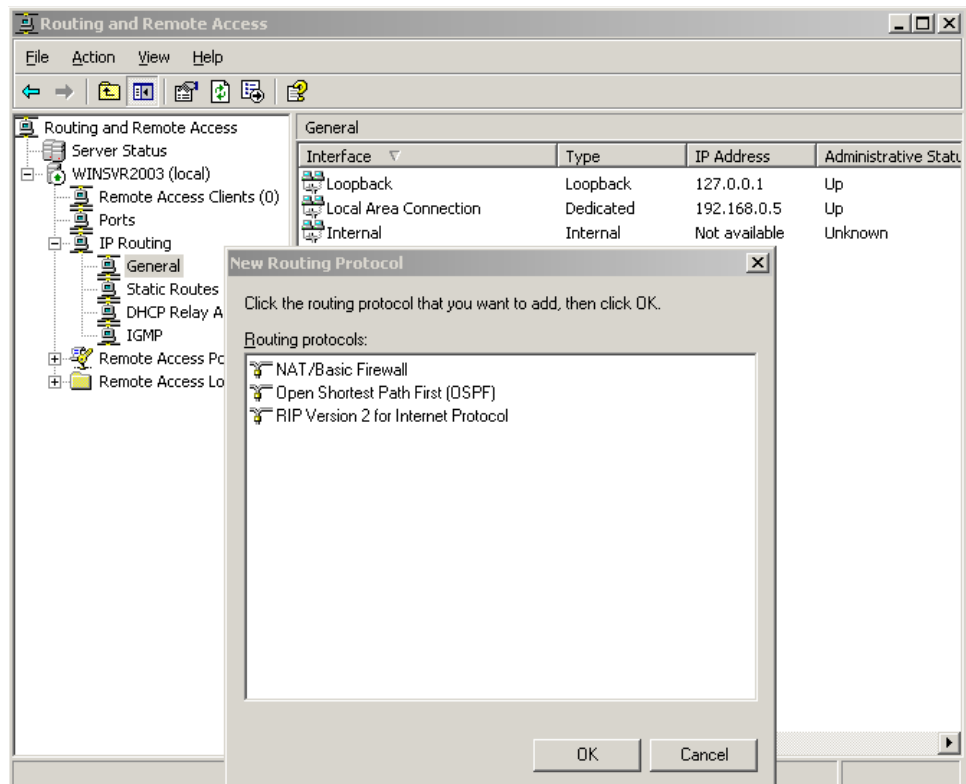 Routing and Remote Access
File Action View Help
Routing and Remote Access
Server Status
WINSVR2003 (local)
Remote Access Clients (0)
Ports
IP Routing
General
Static Routes
DHCP Relay A
IGMP
Remote Access Po
Remote Access Lo
General
Interface Type IP Address Administrative Statu
Loopback Loopback 127.0.0.1 Up
Local Area Connection Dedicated 192.168.0.5 Up
Internal Internal Not available Unknown
New Routing Protocol
Click the routing protocol that you want to add, then click OK.
Routing protocols:
NAT/Basic Firewall
Open Shortest Path First (OSPF)
RIP Version 2 for Internet Protocol
OK Cancel